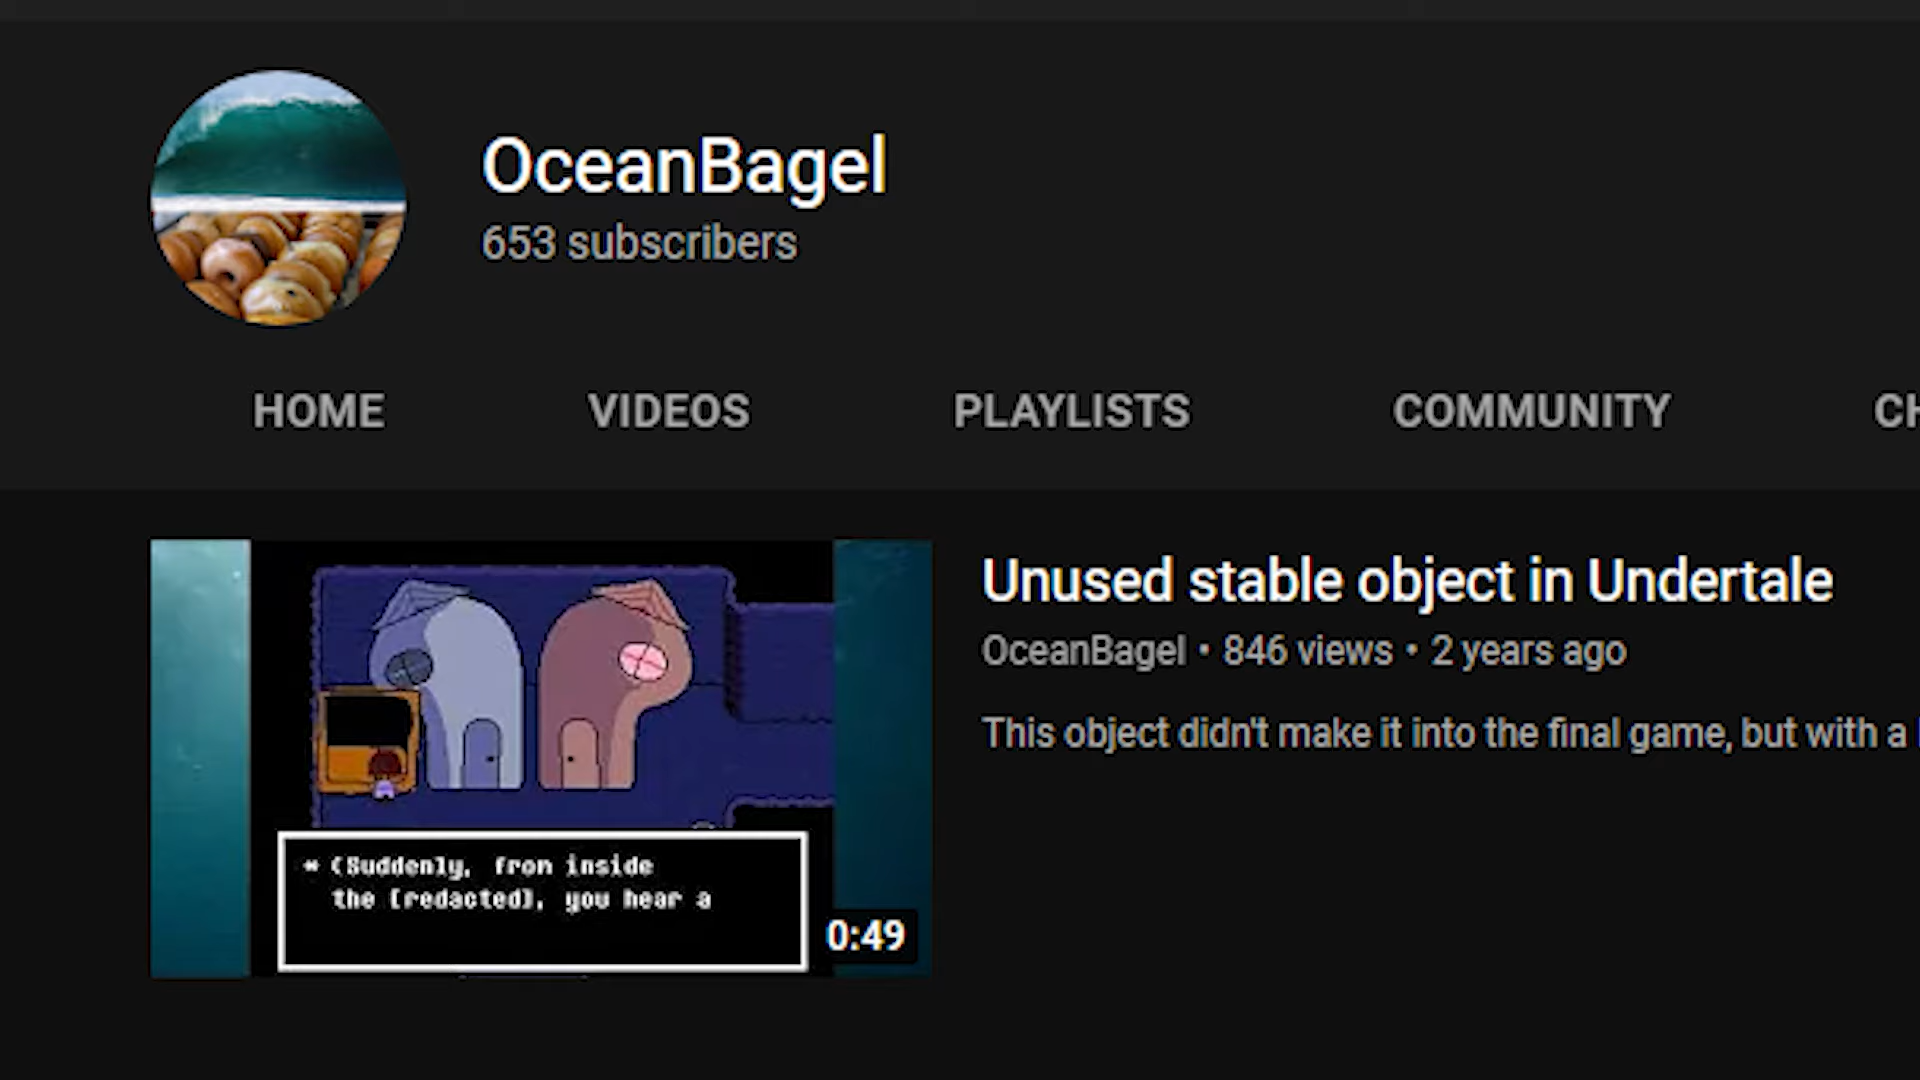 OceanBagel
653 subscribers
HOME VIDEOS PLAYLISTS COMMUNITY
Unused stable object in Undertale
OceanBagel • 846 views • 2 years ago
This object didn't make it into the final game, but with a
* (Suddenly, from inside
the [redacted], you hear a
0:49